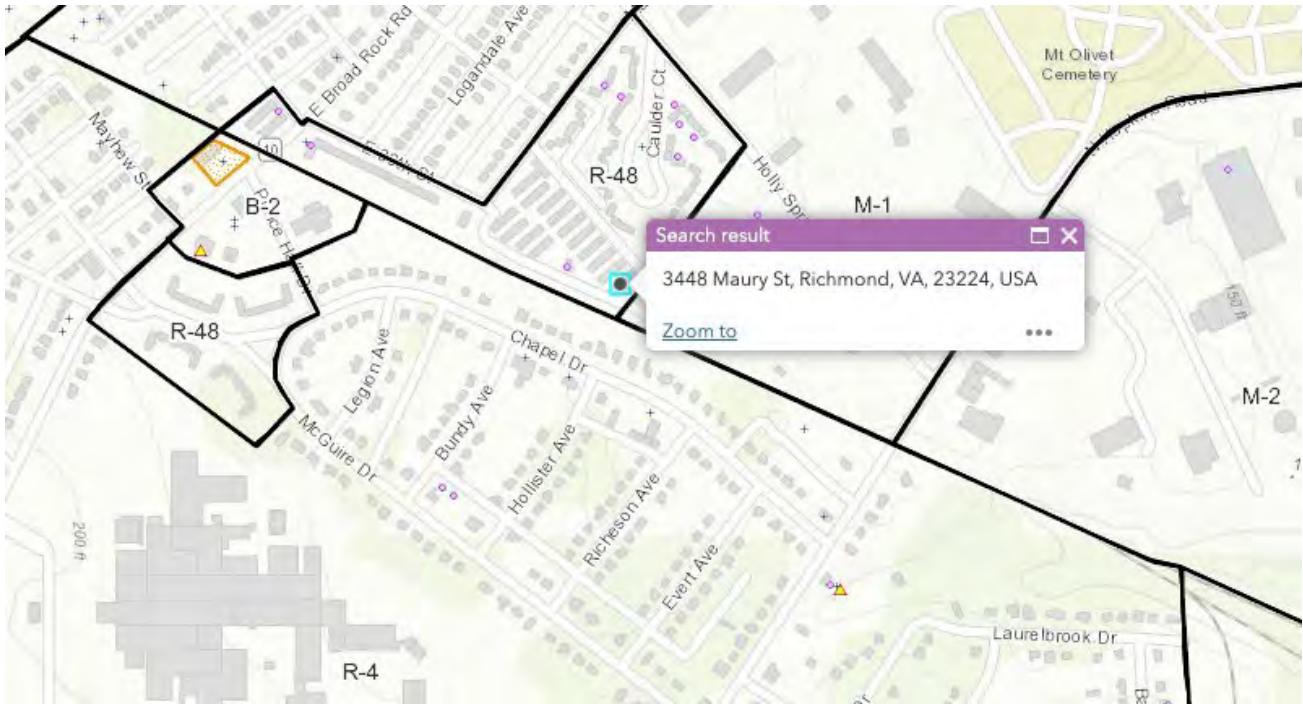 E Broad Rock Rd
Logandale Ave
Caulder Ct
Mt Olivet
Cemetery
Mayhew St
10
R-48
Holly
M-1
B-2
Search result
3448 Maury St, Richmond, VA, 23224, USA
Zoom to
150 ft
R-48
Chapel Dr
Legion Ave
Bundy Ave
M-2
McGuire Dr
Hollister Ave
Richeson Ave
Evert Ave
200 ft
Laurelbrook Dr
R-4